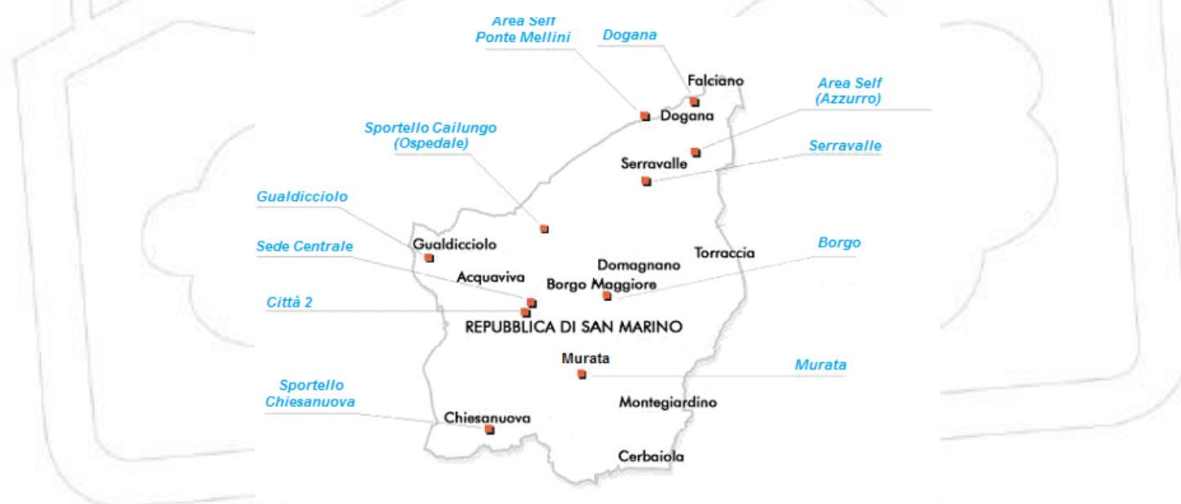 Area Self
Ponte Mellini
Dogana
Falciano
Area Self
(Azzurro)
Dogana
Sportello Cailungo
(Ospedale)
Serravalle
Serravalle
Gualdicciolo
Gualdicciolo
Sede Centrale
Borgo
Torraccia
Domagnano
Acquaviva
Borgo Maggiore
Città 2
REPUBBLICA DI SAN MARINO
Murata
Murata
Sportello
Chiesanuova
Montegiardino
Chiesanuova
Cerbaiola